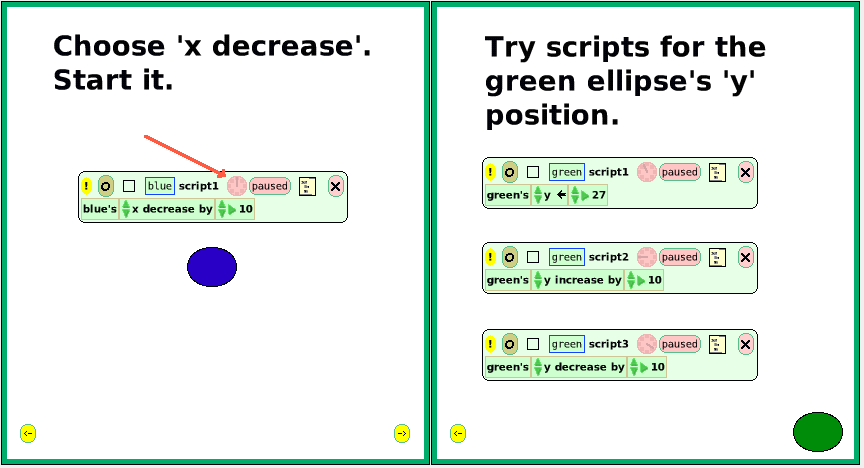 Choose 'x decrease'.
Start it.
! O blue script1 paused
blue's x decrease by 10
<- ->
Try scripts for the
green ellipse's 'y'
position.
! O green script1 paused
green's y ← 27
! O green script2 paused
green's y increase by 10
! O green script3 paused
green's y decrease by 10
<-